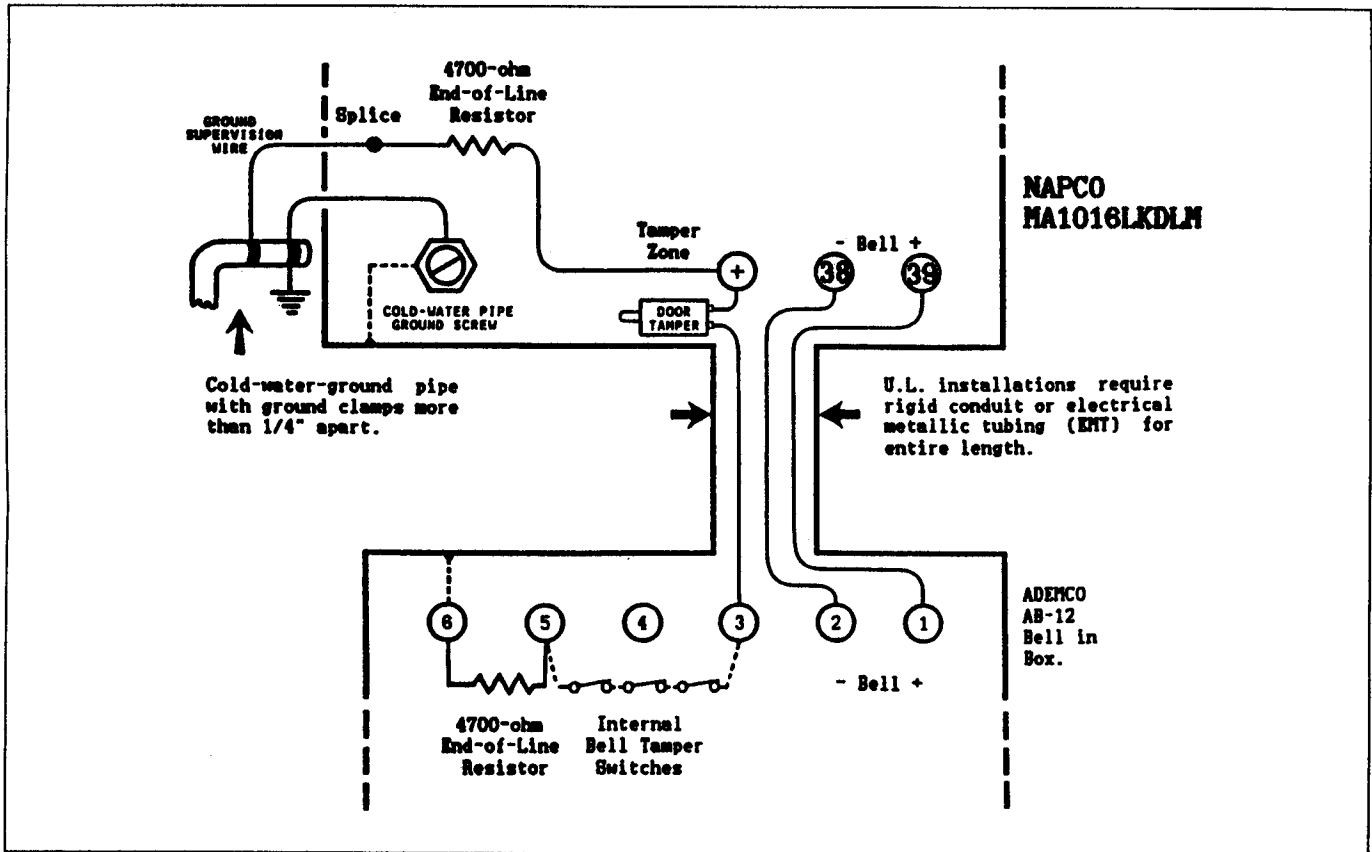 4700-ohm
End-of-Line
Resistor
Splice
GROUND
SUPERVISION
WIRE
NAPCO
MA1016LKDLM
Tamper
Zone
+
- Bell +
38
39
DOOR
TAMPER
COLD-WATER PIPE
GROUND SCREW
Cold-water-ground pipe
with ground clamps more
than 1/4" apart.
U.L. installations require
rigid conduit or electrical
metallic tubing (EMT) for
entire length.
6
5
4
3
2
1
ADEMCO
AB-12
Bell in
Box.
- Bell +
4700-ohm
End-of-Line
Resistor
Internal
Bell Tamper
Switches